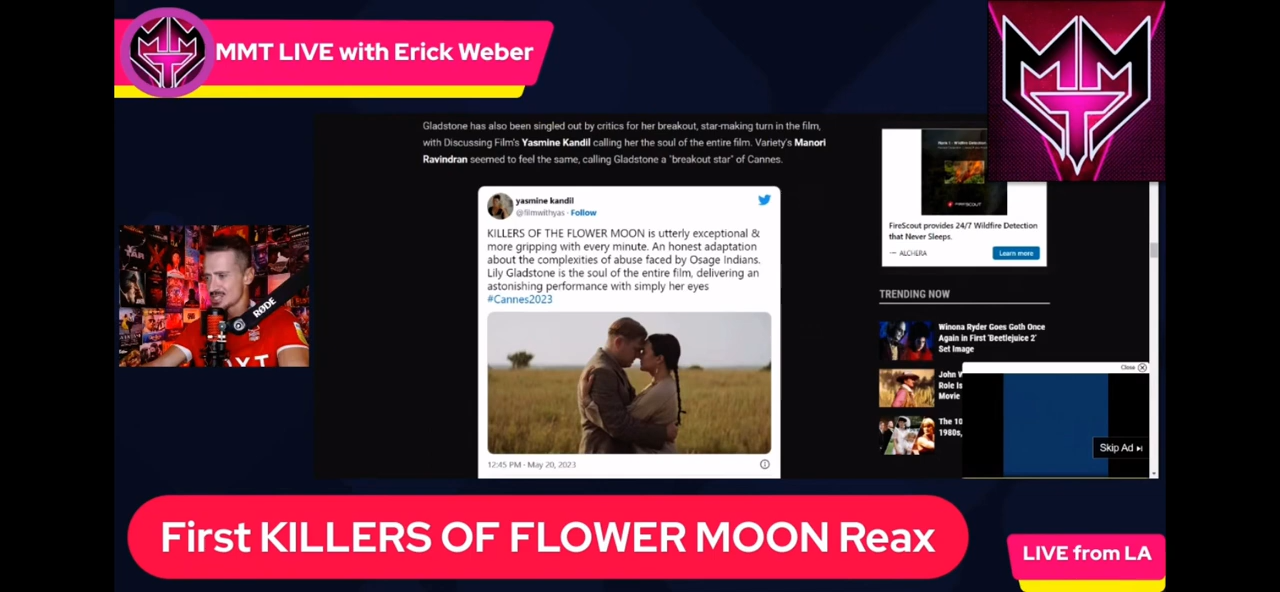 MMT LIVE with Erick Weber
Gladstone has also been singled out by critics for her breakout, star-making turn in the film,
with Discussing Film's Yasmine Kandil calling her the soul of the entire film. Variety's Manori
Ravindran seemed to feel the same, calling Gladstone a "breakout star" of Cannes.
yasmine kandil
@filmwithyas · Follow
KILLERS OF THE FLOWER MOON is utterly exceptional &
more gripping with every minute. An honest adaptation
about the complexities of abuse faced by Osage Indians.
Lily Gladstone is the soul of the entire film, delivering an
astonishing performance with simply her eyes
#Cannes2023
12:45 PM · May 20, 2023
FireScout provides 24/7 Wildfire Detection
that Never Sleeps.
— ALCHERA
Learn more
TRENDING NOW
Winona Ryder Goes Goth Once
Again in First 'Beetlejuice 2'
Set Image
John W
Role Is
Movie
The 10
1980s,
Close
Skip Ad
RØDE
First KILLERS OF FLOWER MOON Reax
LIVE from LA